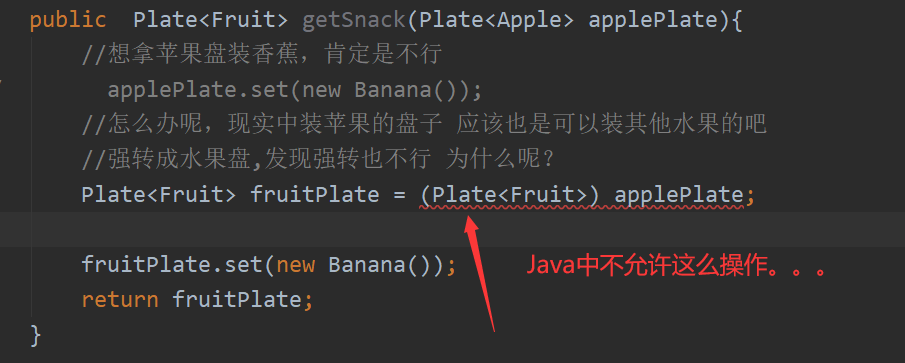 public  Plate<Fruit> getSnack(Plate<Apple> applePlate){
//想拿苹果盘装香蕉，肯定是不行
applePlate.set(new Banana());
//怎么办呢，现实中装苹果的盘子 应该也是可以装其他水果的吧
//强转成水果盘,发现强转也不行 为什么呢？
Plate<Fruit> fruitPlate = (Plate<Fruit>) applePlate;
fruitPlate.set(new Banana());
Java中不允许这么操作。。。
return fruitPlate;
}